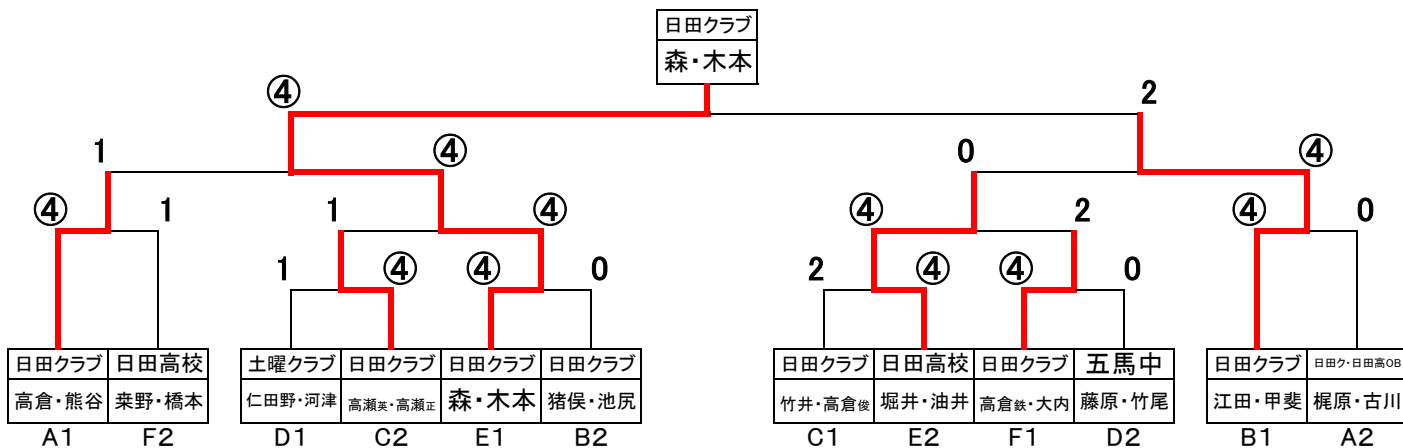 日田クラブ
森・木本
④ 2
1 ④ 0 ④
④ 1 1 ④ ④ 2 ④ 0
1 ④ ④ 0 2 ④ ④ 0
日田クラブ 日田高校 土曜クラブ 日田クラブ 日田クラブ 日田クラブ 日田クラブ 日田高校 日田クラブ 五馬中 日田クラブ 日田ク・日田高OB
高倉・熊谷 桒野・橋本 仁田野・河津 高瀬英・高瀬正 森・木本 猪俣・池尻 竹井・高倉俊 堀井・油井 高倉鉄・大内 藤原・竹尾 江田・甲斐 梶原・古川
A1 F2 D1 C2 E1 B2 C1 E2 F1 D2 B1 A2